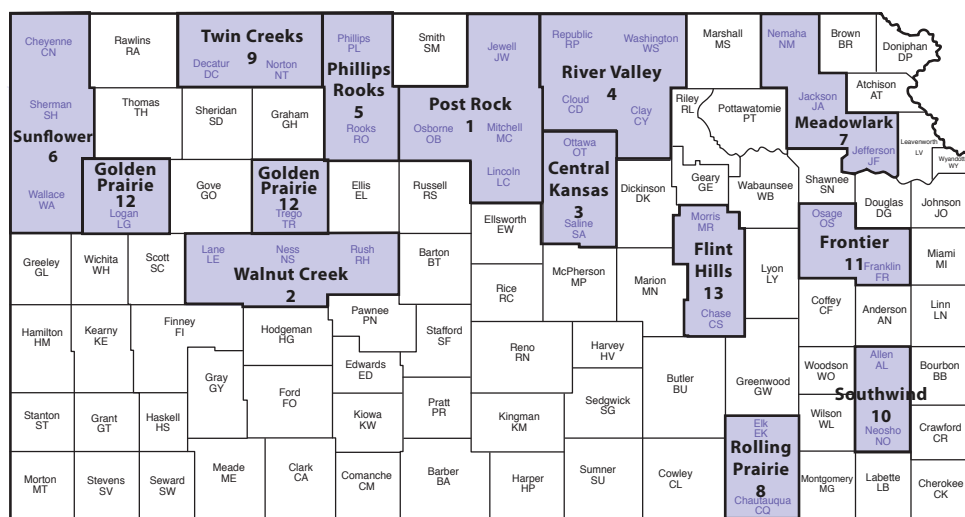 Cheyenne
CN
Rawlins
RA
Twin Creeks
9
Decatur
DC
Norton
NT
Phillips
PL
Smith
SM
Jewell
JW
Republic
RP
Washington
WS
Marshall
MS
Nemaha
NM
Brown
BR
Doniphan
DP
Sherman
SH
Thomas
TH
Sheridan
SD
Graham
GH
Phillips
Rooks
5
Rooks
RO
Post Rock
1
Osborne
OB
Mitchell
MC
River Valley
4
Cloud
CD
Clay
CY
Riley
RL
Pottawatomie
PT
Jackson
JA
Atchison
AT
Meadowlark
7
Jefferson
JF
Leavenworth
LV
Wyandotte
WY
Sunflower
6
Wallace
WA
Golden
Prairie
12
Logan
LG
Gove
GO
Golden
Prairie
12
Trego
TR
Ellis
EL
Russell
RS
Lincoln
LC
Ottawa
OT
Central
Kansas
3
Saline
SA
Dickinson
DK
Geary
GE
Wabaunsee
WB
Shawnee
SN
Douglas
DG
Johnson
JO
Greeley
GL
Wichita
WH
Scott
SC
Lane
LE
Ness
NS
Rush
RH
Walnut Creek
2
Barton
BT
Ellsworth
EW
Rice
RC
McPherson
MP
Marion
MN
Morris
MR
Flint
Hills
13
Chase
CS
Lyon
LY
Osage
OS
Frontier
11
Franklin
FR
Miami
MI
Hamilton
HM
Kearny
KE
Finney
FI
Hodgeman
HG
Pawnee
PN
Stafford
SF
Reno
RN
Harvey
HV
Coffey
CF
Anderson
AN
Linn
LN
Gray
GY
Ford
FO
Edwards
ED
Kiowa
KW
Pratt
PR
Kingman
KM
Sedgwick
SG
Butler
BU
Greenwood
GW
Woodson
WO
Allen
AL
Bourbon
BB
Southwind
10
Neosho
NO
Wilson
WL
Crawford
CR
Stanton
ST
Grant
GT
Haskell
HS
Morton
MT
Stevens
SV
Seward
SW
Meade
ME
Clark
CA
Comanche
CM
Barber
BA
Harper
HP
Sumner
SU
Cowley
CL
Elk
EK
Rolling
Prairie
8
Chautauqua
CQ
Montgomery
MG
Labette
LB
Cherokee
CK